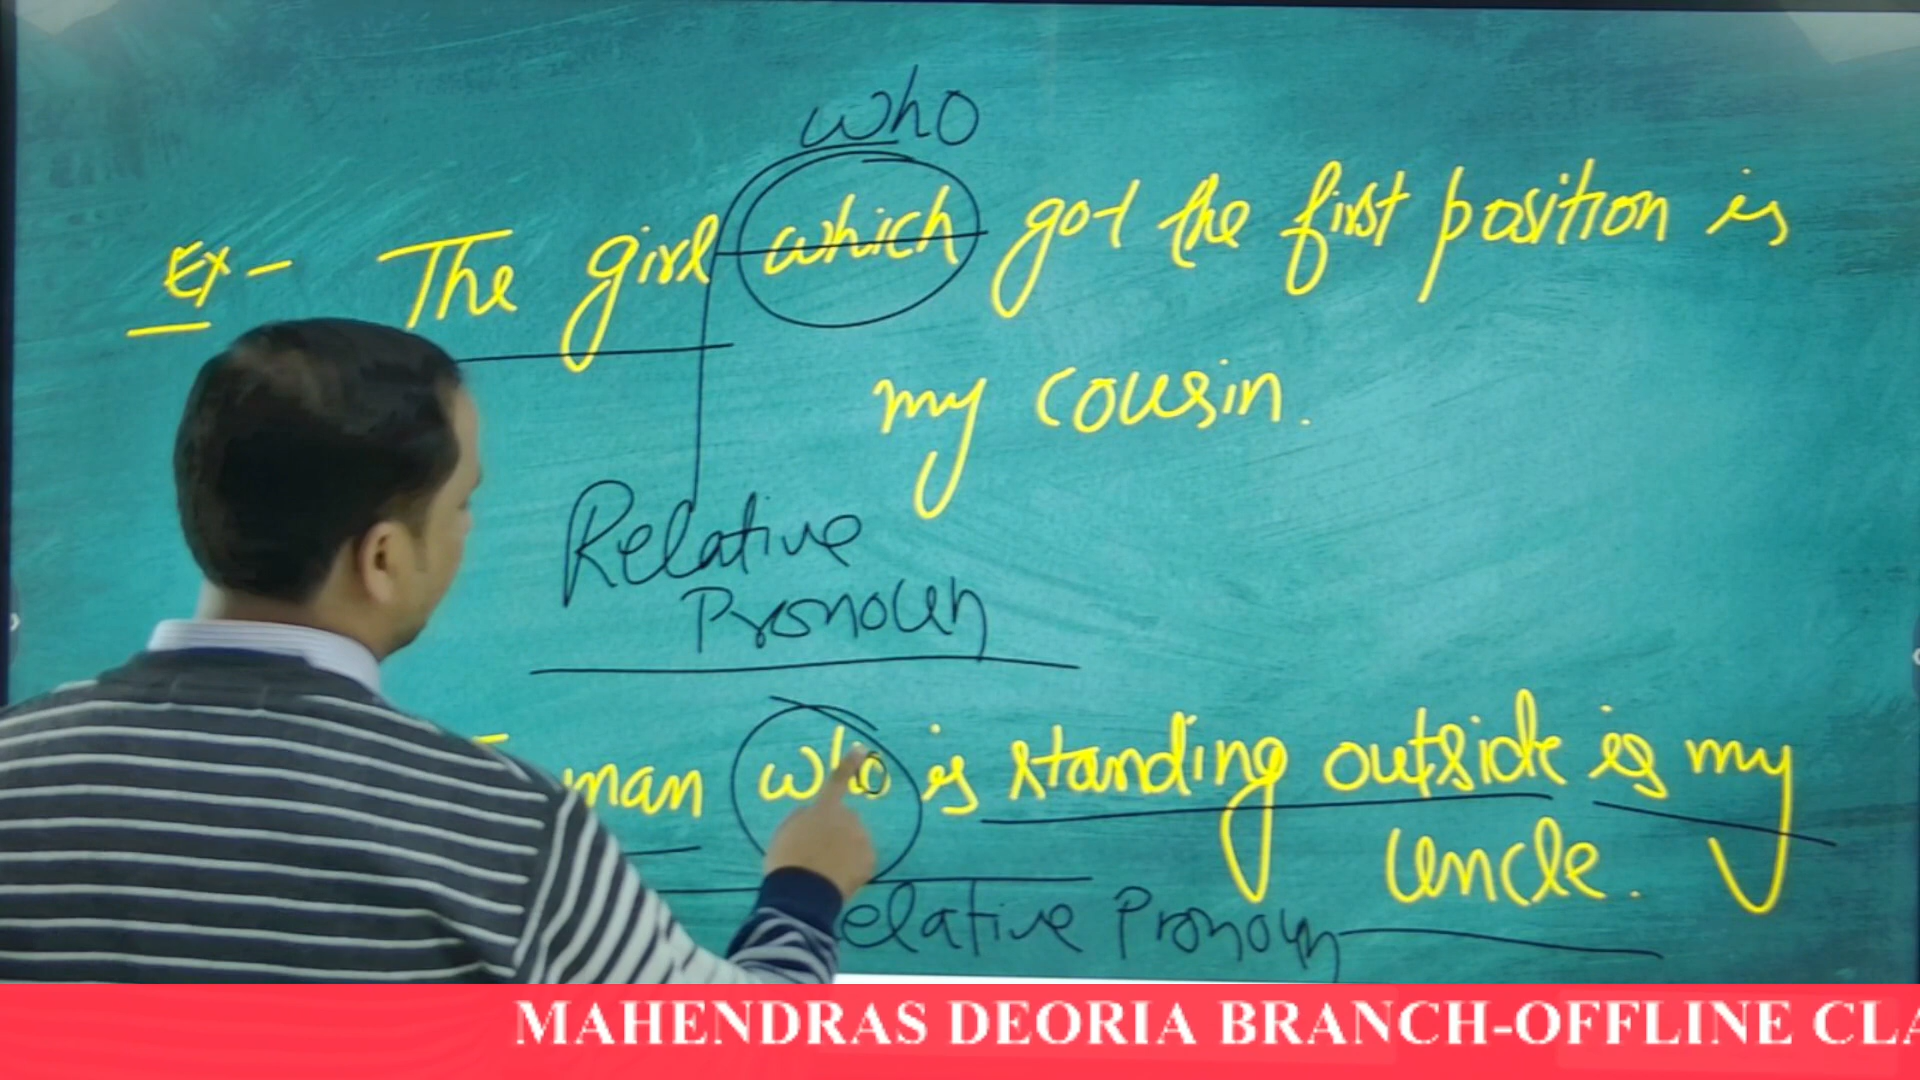 who
Ex- The girl which got the first position is
my cousin.
Relative
Pronoun
man who is standing outside is my
uncle.
elative Pronoun
MAHENDRAS DEORIA BRANCH-OFFLINE CLA